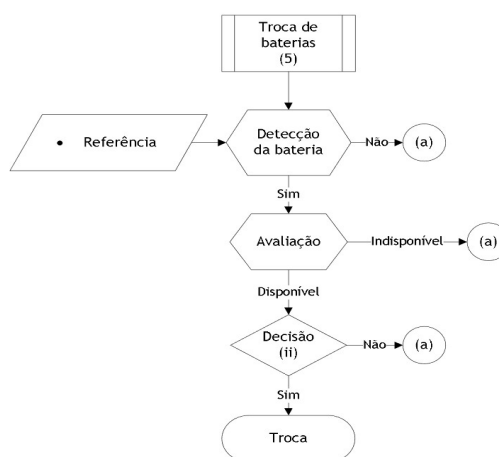 Troca de
baterias
(5)
• Referência
Detecção
da bateria
Não
(a)
Sim
Avaliação
Indisponível
(a)
Disponível
Decisão
(ii)
Não
(a)
Sim
Troca